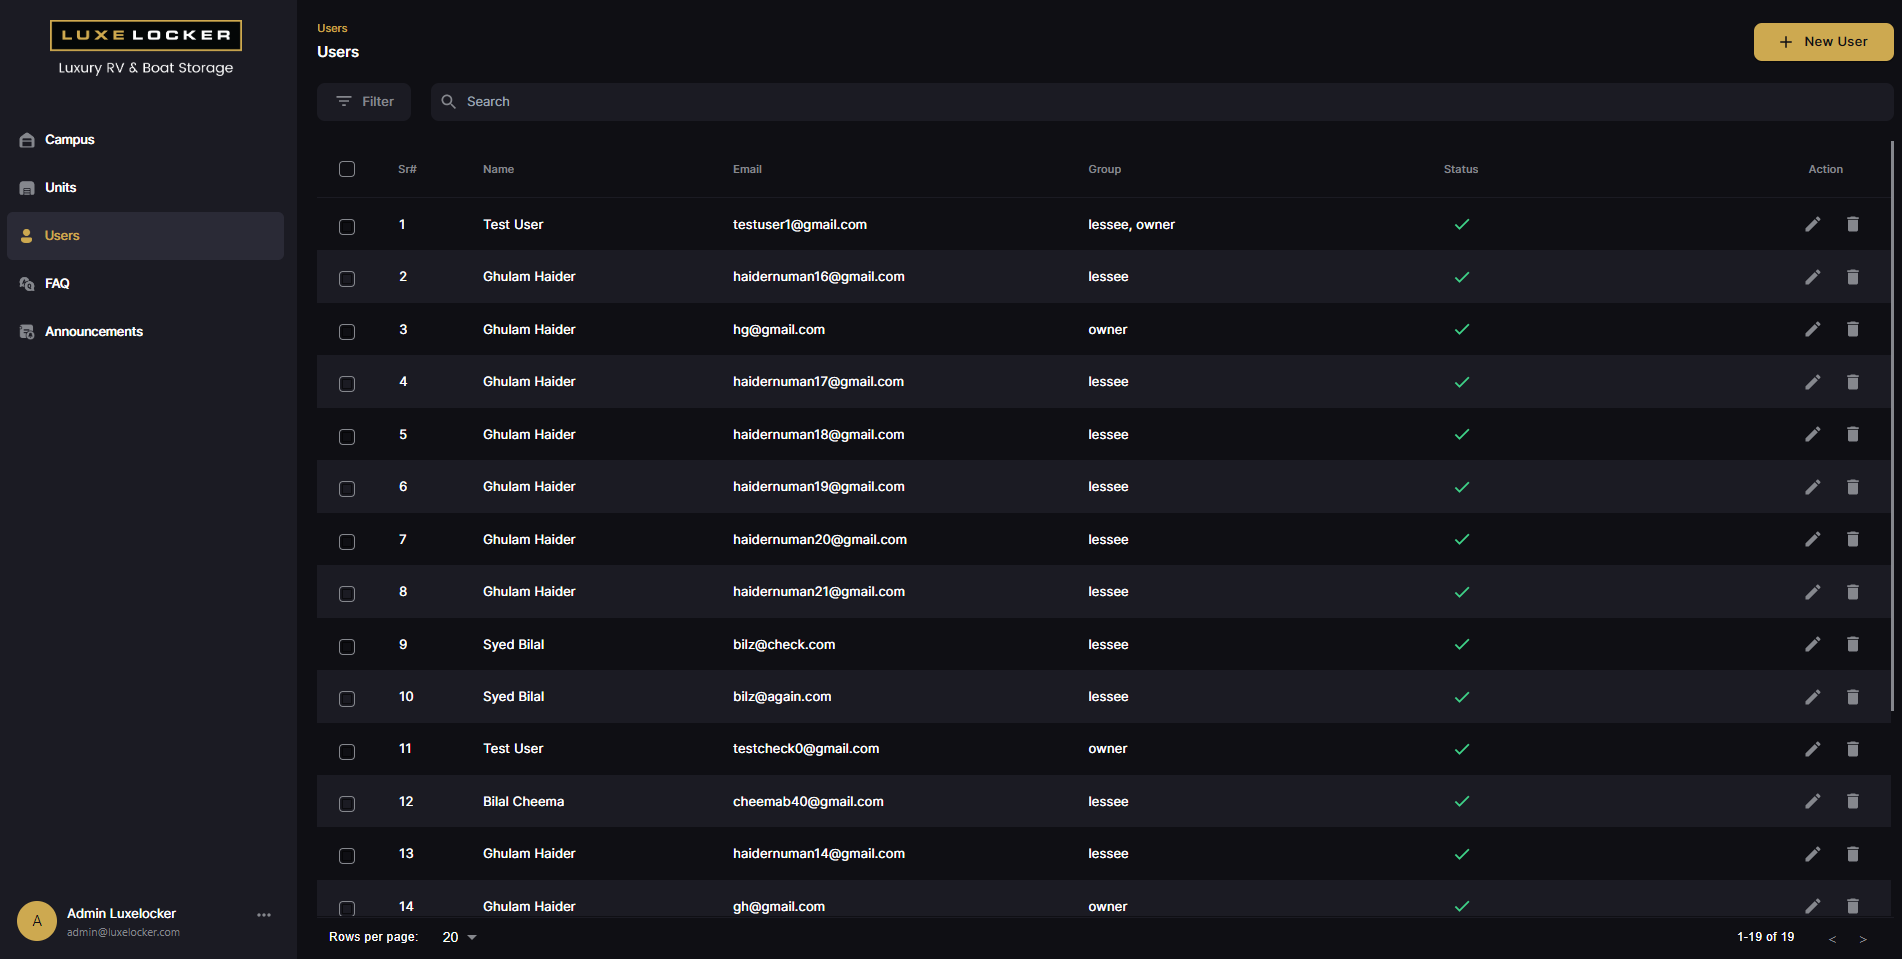 LUXELOCKER
Luxury RV & Boat Storage
Campus
Units
Users
FAQ
Announcements
A
Admin Luxelocker
admin@luxelocker.com
Users
Users
+ New User
Filter
Search
Sr# Name Email Group Status Action
1 Test User testuser1@gmail.com lessee, owner
2 Ghulam Haider haidernuman16@gmail.com lessee
3 Ghulam Haider hg@gmail.com owner
4 Ghulam Haider haidernuman17@gmail.com lessee
5 Ghulam Haider haidernuman18@gmail.com lessee
6 Ghulam Haider haidernuman19@gmail.com lessee
7 Ghulam Haider haidernuman20@gmail.com lessee
8 Ghulam Haider haidernuman21@gmail.com lessee
9 Syed Bilal bilz@check.com lessee
10 Syed Bilal bilz@again.com lessee
11 Test User testcheck0@gmail.com owner
12 Bilal Cheema cheemab40@gmail.com lessee
13 Ghulam Haider haidernuman14@gmail.com lessee
14 Ghulam Haider gh@gmail.com owner
Rows per page: 20
1-19 of 19 < >